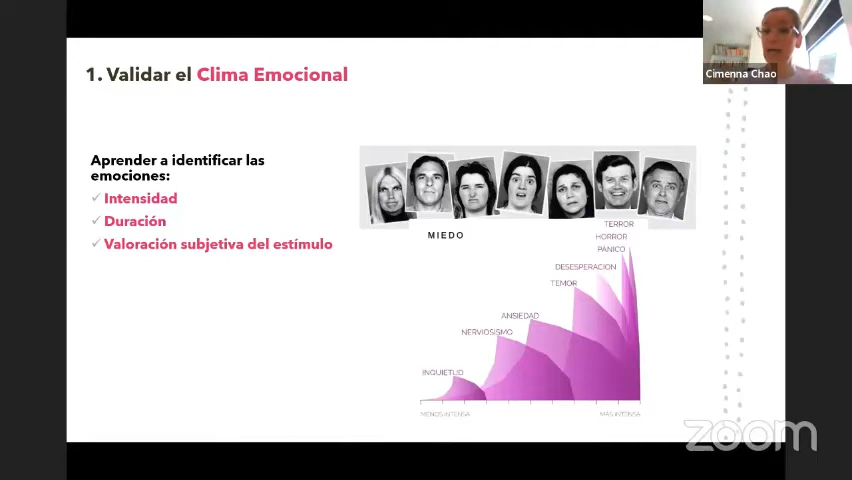 Cimenna Chao
1. Validar el Clima Emocional
Aprender a identificar las
emociones:
Intensidad
Duración
Valoración subjetiva del estímulo
MIEDO
TERROR
HORROR
PÁNICO
DESESPERACIÓN
TEMOR
ANSIEDAD
NERVIOSISMO
INQUIETUD
MENOS INTENSA
MÁS INTENSA
zoom